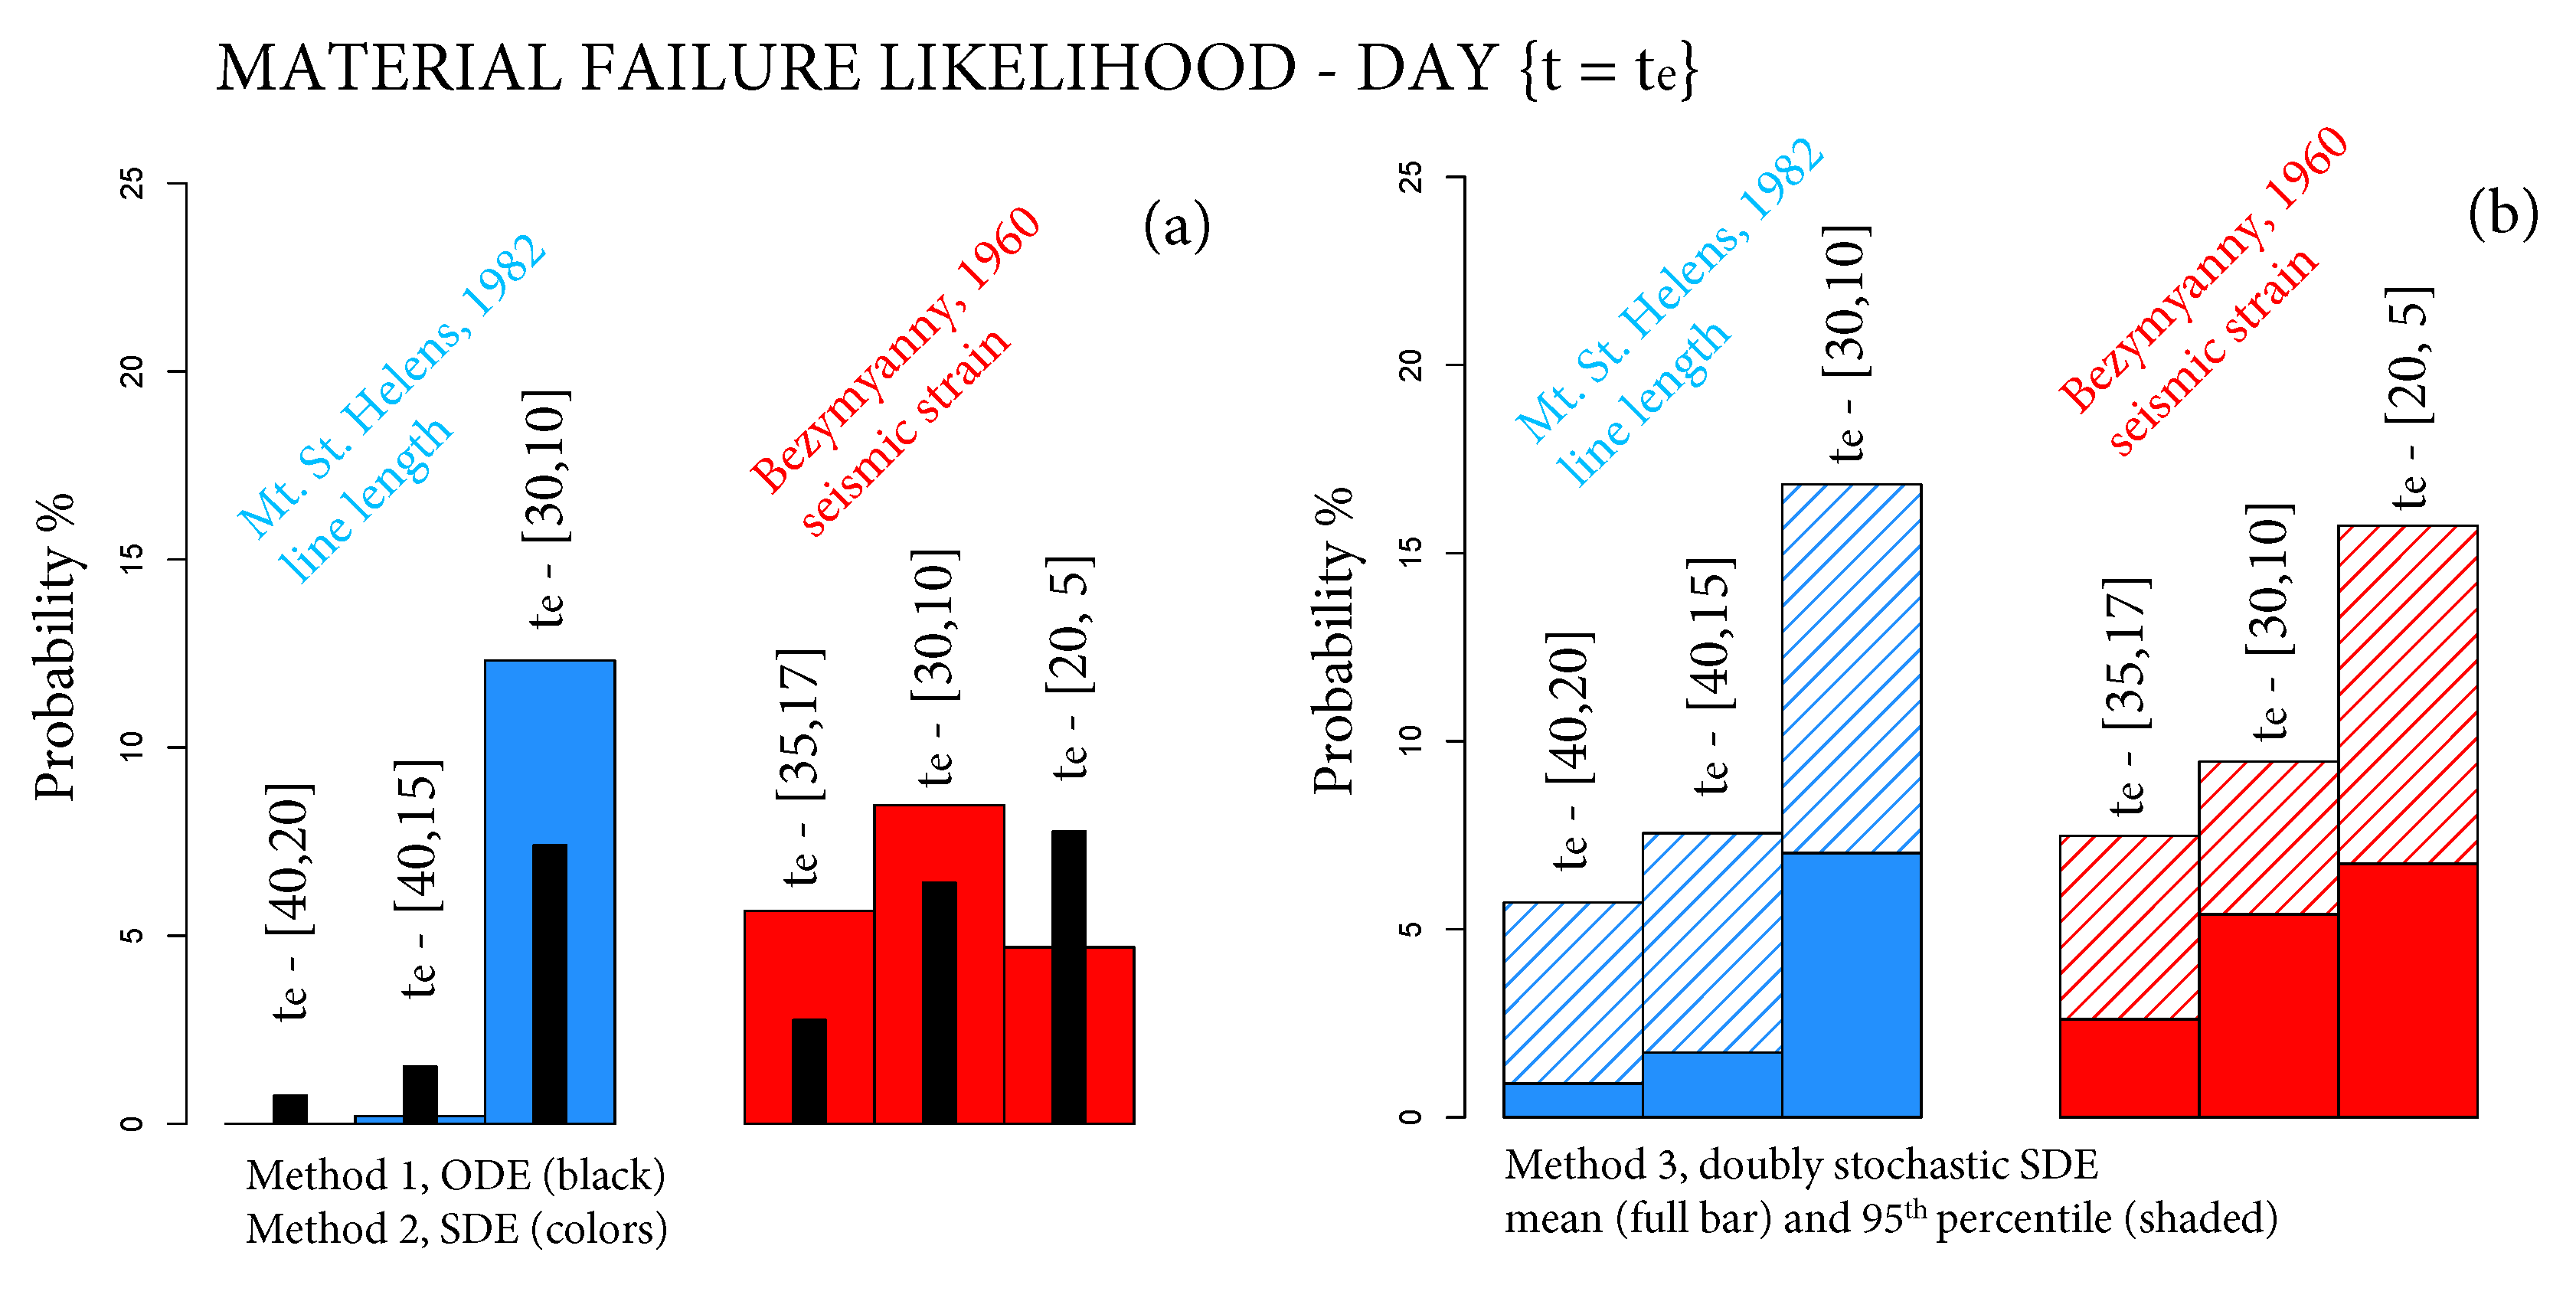 MATERIAL FAILURE LIKELIHOOD - DAY {t = te}
(a)
Probability %
25
20
15
10
5
0
Mt. St. Helens, 1982
line length
te - [40,20]
te - [40,15]
te - [30,10]
Bezymyanny, 1960
seismic strain
te - [35,17]
te - [30,10]
te - [20, 5]
Method 1, ODE (black)
Method 2, SDE (colors)
(b)
Probability %
25
20
15
10
5
0
Mt. St. Helens, 1982
line length
te - [40,20]
te - [40,15]
te - [30,10]
Bezymyanny, 1960
seismic strain
te - [35,17]
te - [30,10]
te - [20, 5]
Method 3, doubly stochastic SDE
mean (full bar) and 95th percentile (shaded)